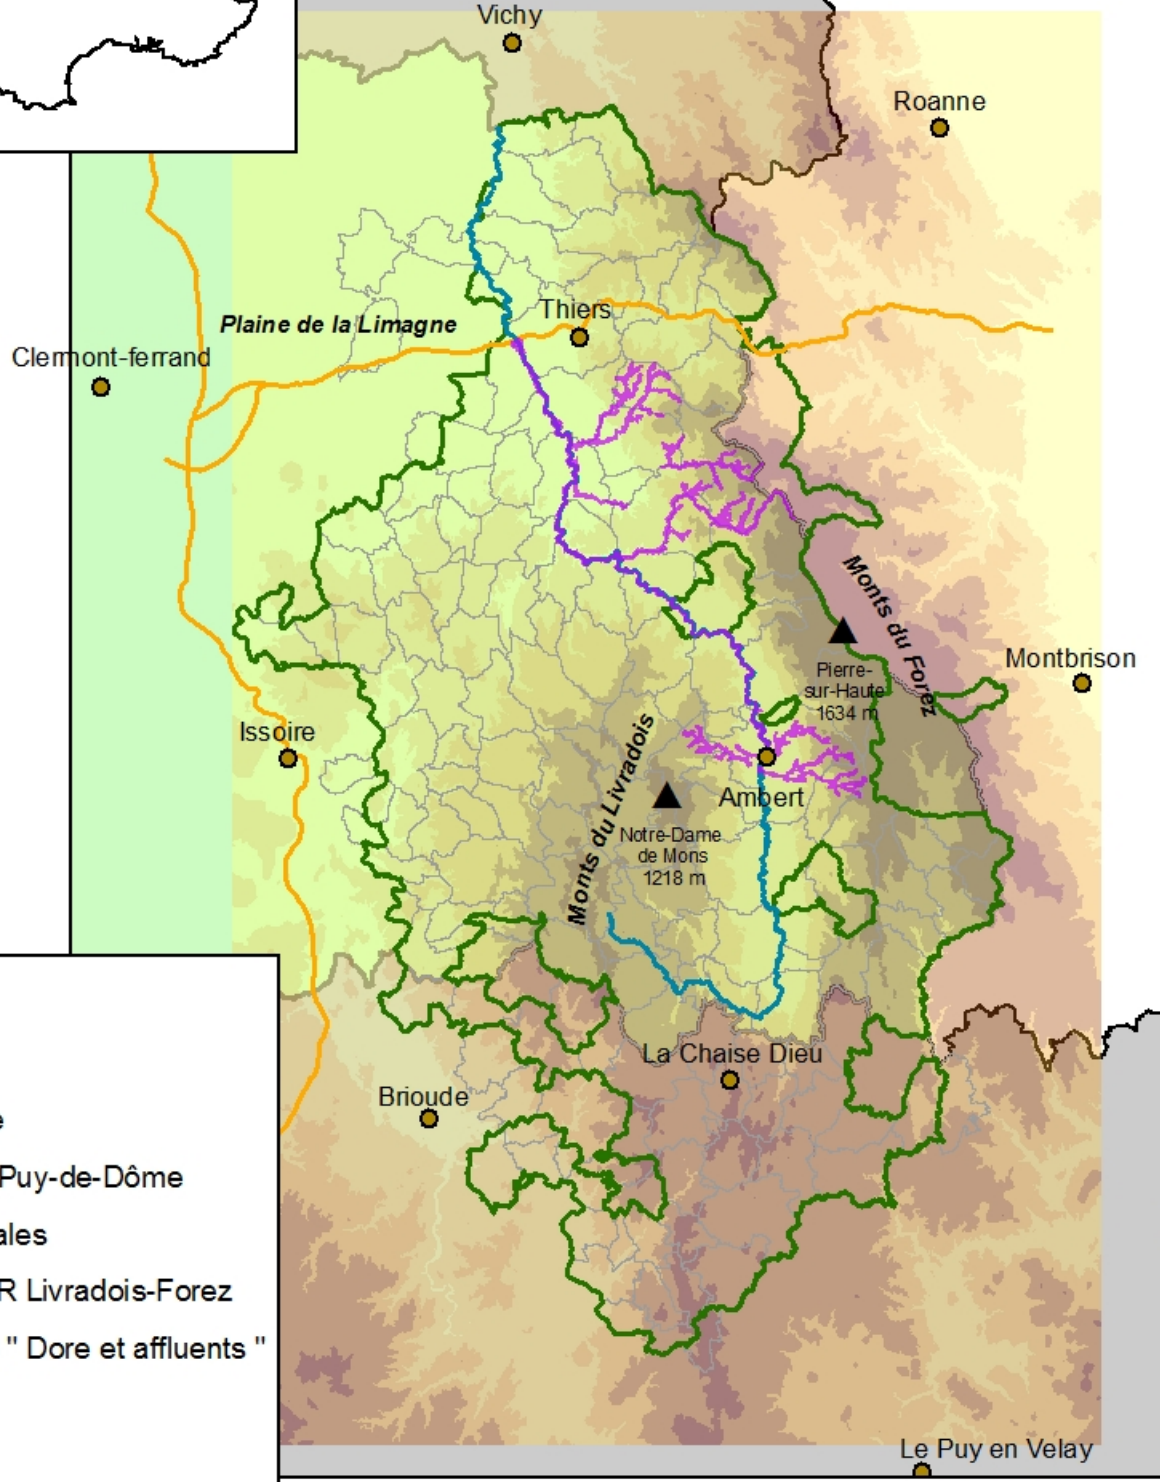 Vichy
Roanne
Thiers
Plaine de la Limagne
Clermont-ferrand
Monts du Forez
Montbrison
Pierre-
sur-Haute
1634 m
Issoire
Monts du Livradois
Ambert
Notre-Dame
de Mons
1218 m
La Chaise Dieu
Brioude
Puy-de-Dôme
Livradois-Forez
" Dore et affluents "
Le Puy en Velay